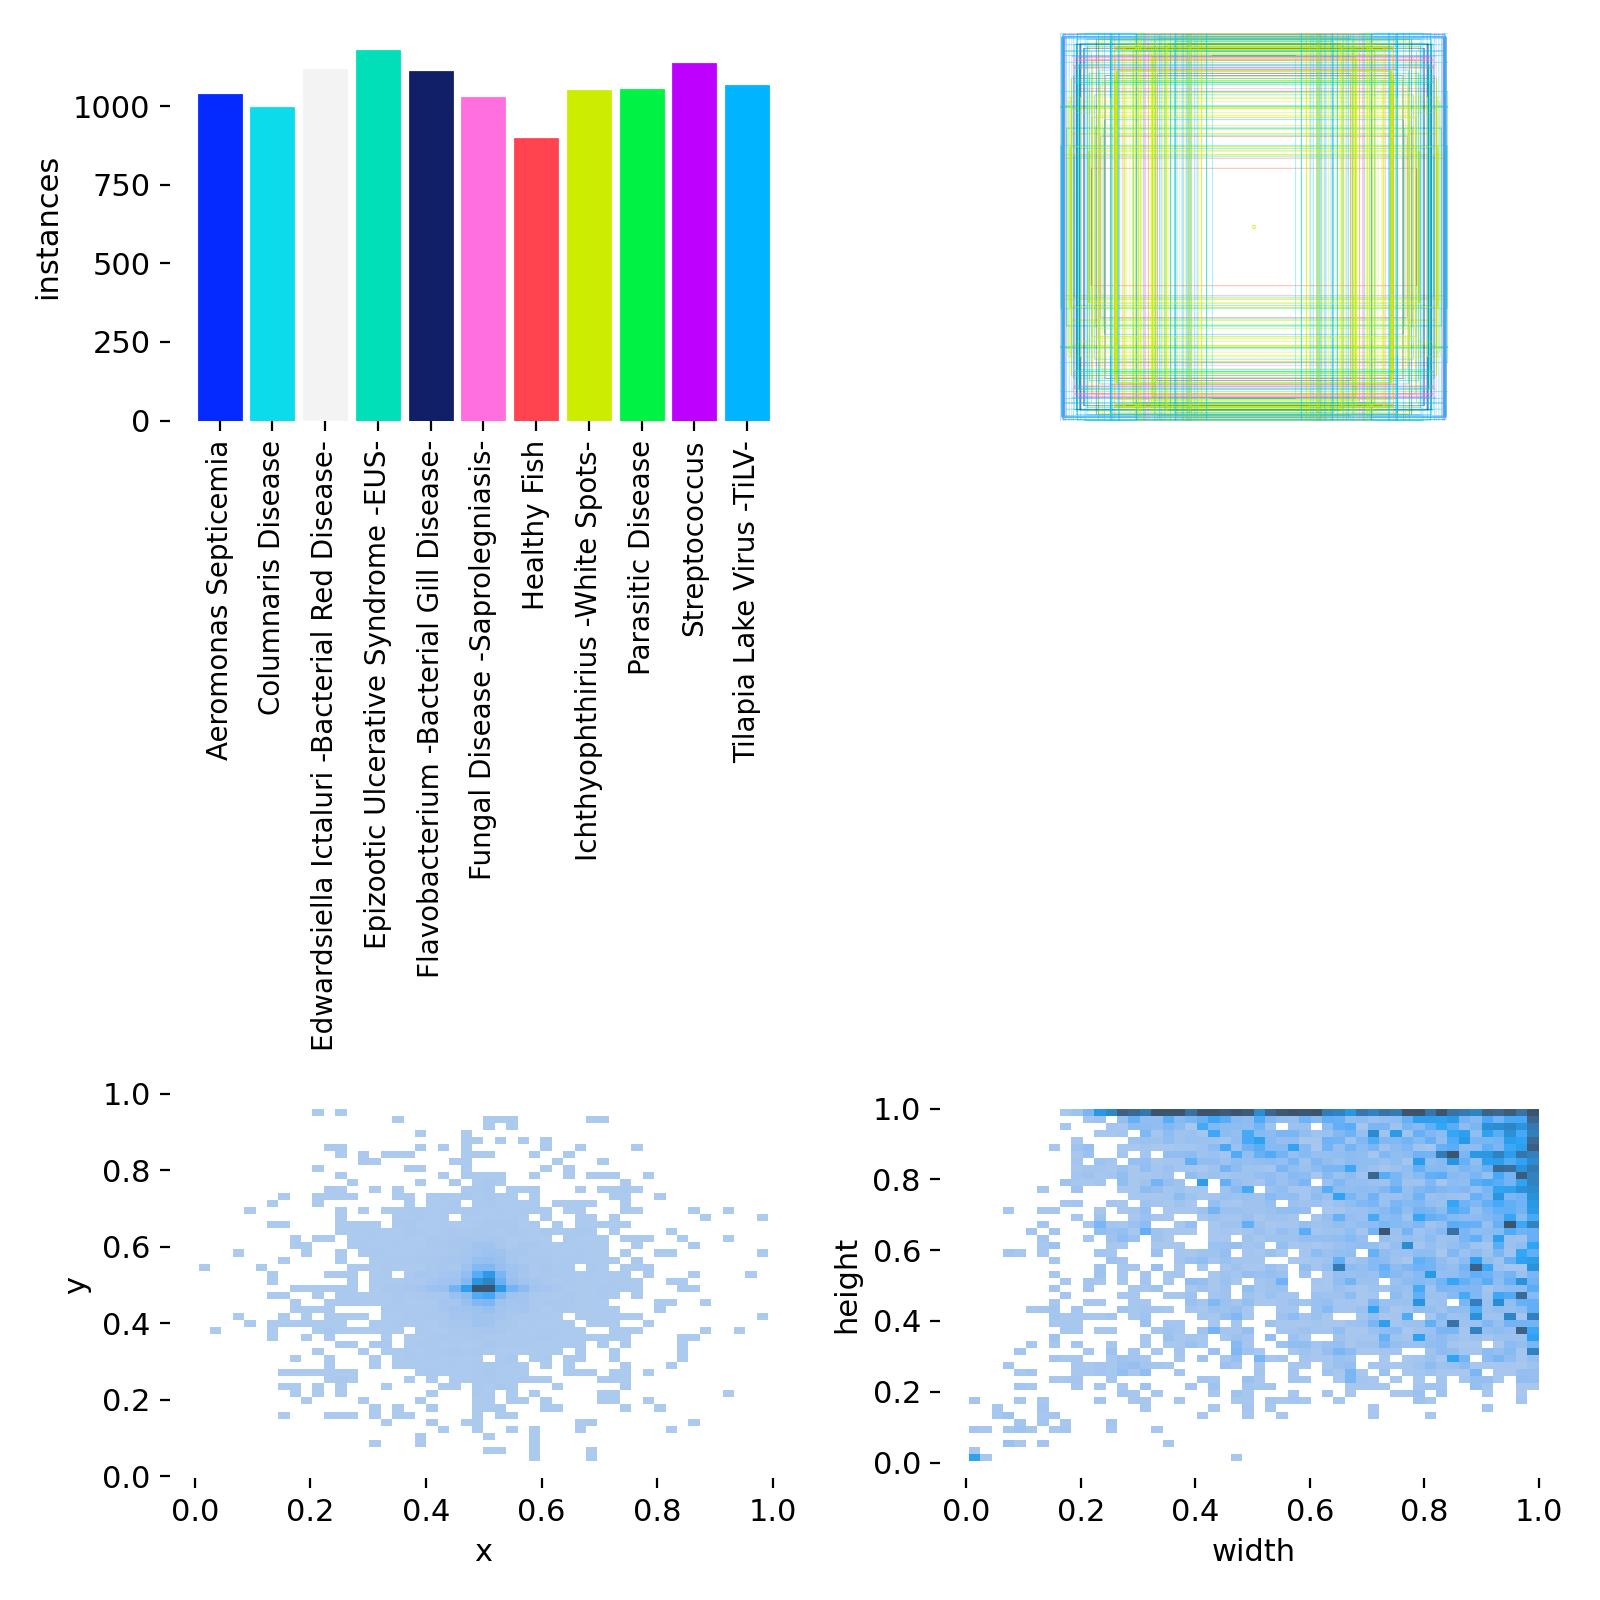 instances
1000
750
500
250
0
Aeromonas Septicemia
Columnaris Disease
Edwardsiella Ictaluri -Bacterial Red Disease-
Epizootic Ulcerative Syndrome -EUS-
Flavobacterium -Bacterial Gill Disease-
Fungal Disease -Saprolegniasis-
Healthy Fish
Ichthyophthirius -White Spots-
Parasitic Disease
Streptococcus
Tilapia Lake Virus -TiLV-
y
1.0
0.8
0.6
0.4
0.2
0.0
0.0 0.2 0.4 0.6 0.8 1.0
x
height
1.0
0.8
0.6
0.4
0.2
0.0
0.0 0.2 0.4 0.6 0.8 1.0
width